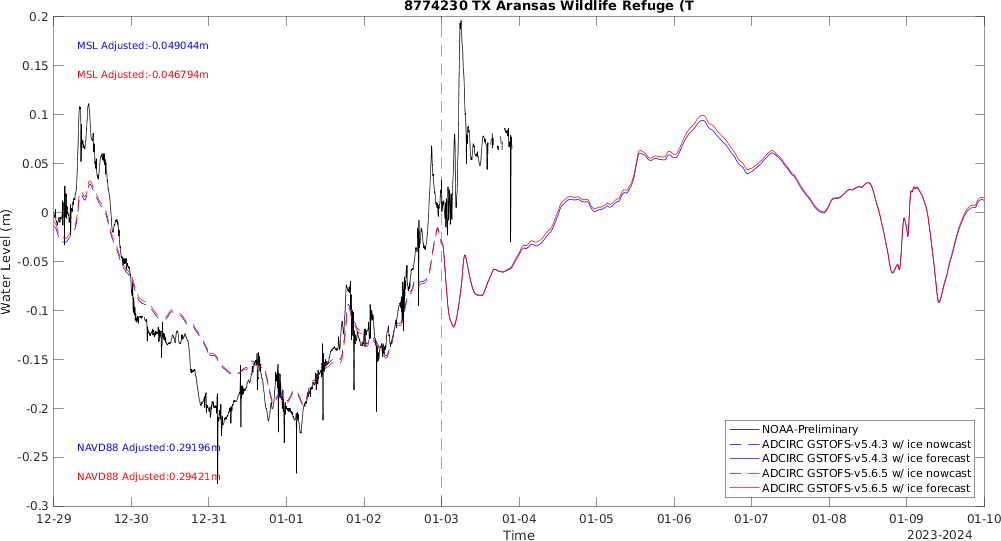 8774230 TX Aransas Wildlife Refuge (T
0.2
0.15
0.1
0.05
0
-0.05
-0.1
-0.15
-0.2
-0.25
-0.3
Water Level (m)
MSL Adjusted:-0.049044m
MSL Adjusted:-0.046794m
NAVD88 Adjusted:0.29196m
NAVD88 Adjusted:0.29421m
NOAA-Preliminary
ADCIRC GSTOFS-v5.4.3 w/ ice nowcast
ADCIRC GSTOFS-v5.4.3 w/ ice forecast
ADCIRC GSTOFS-v5.6.5 w/ ice nowcast
ADCIRC GSTOFS-v5.6.5 w/ ice forecast
12-29 12-30 12-31 01-01 01-02 01-03 01-04 01-05 01-06 01-07 01-08 01-09 01-10
Time
2023-2024